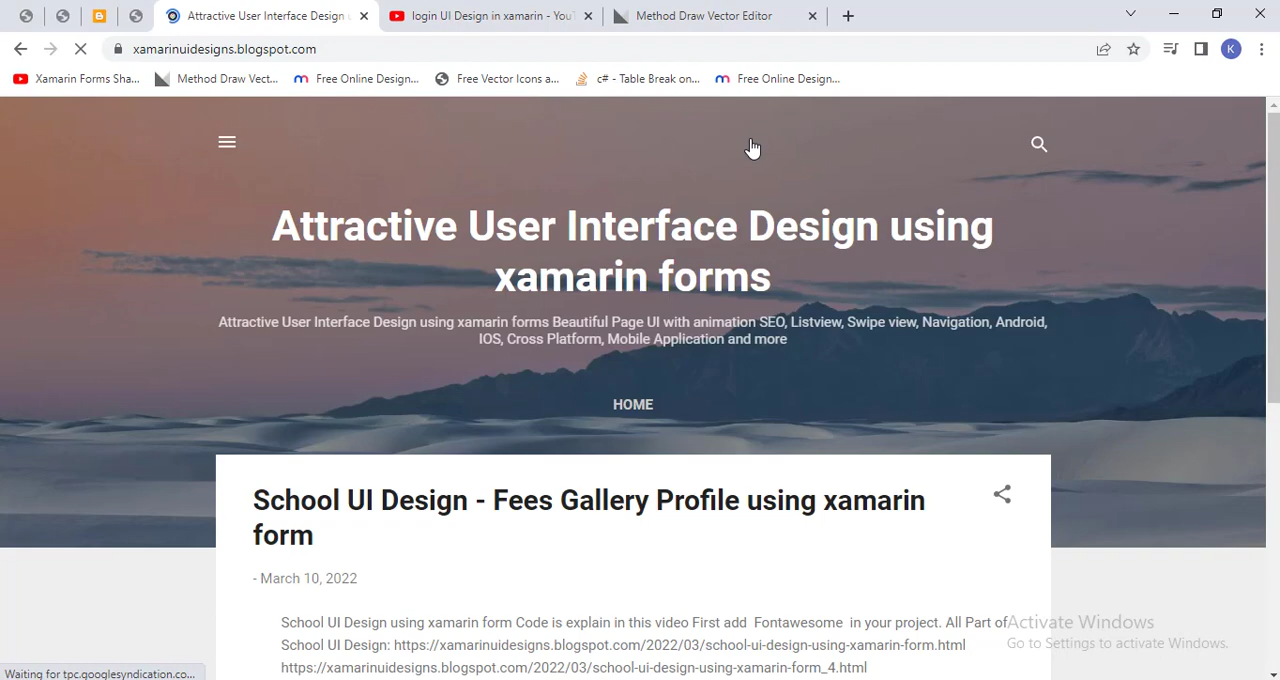 Attractive User Interface Design
login UI Design in xamarin - You
Method Draw Vector Editor
xamarinuidesigns.blogspot.com
K
Xamarin Forms Sha...
Method Draw Vect...
Free Online Design...
Free Vector Icons a...
c# - Table Break on...
Free Online Design...
Attractive User Interface Design using
xamarin forms
Attractive User Interface Design using xamarin forms Beautiful Page UI with animation SEO, Listview, Swipe view, Navigation, Android,
IOS, Cross Platform, Mobile Application and more
HOME
School UI Design - Fees Gallery Profile using xamarin
form
- March 10, 2022
School UI Design using xamarin form Code is explain in this video First add Fontawesome in your project. All Part of
School UI Design: https://xamarinuidesigns.blogspot.com/2022/03/school-ui-design-using-xamarin-form.html
https://xamarinuidesigns.blogspot.com/2022/03/school-ui-design-using-xamarin-form_4.html
Activate Windows
Go to Settings to activate Windows.
Waiting for tpc.googlesyndication.co...